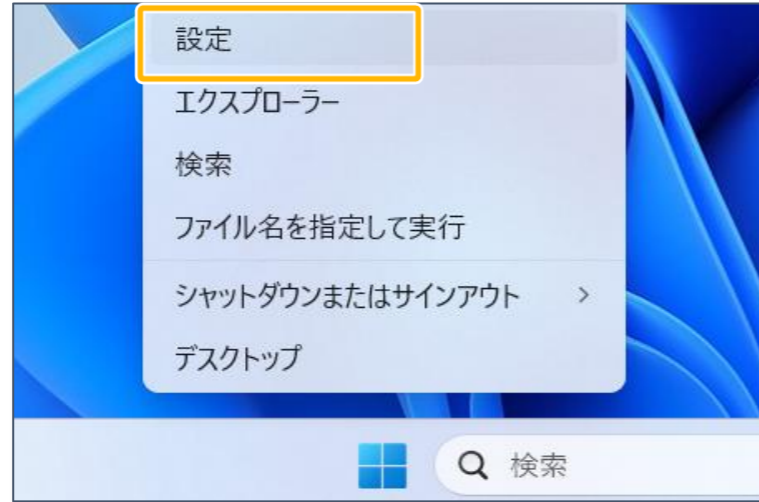 設定
エクスプローラー
検索
ファイル名を指定して実行
シャットダウンまたはサインアウト
デスクトップ
検索